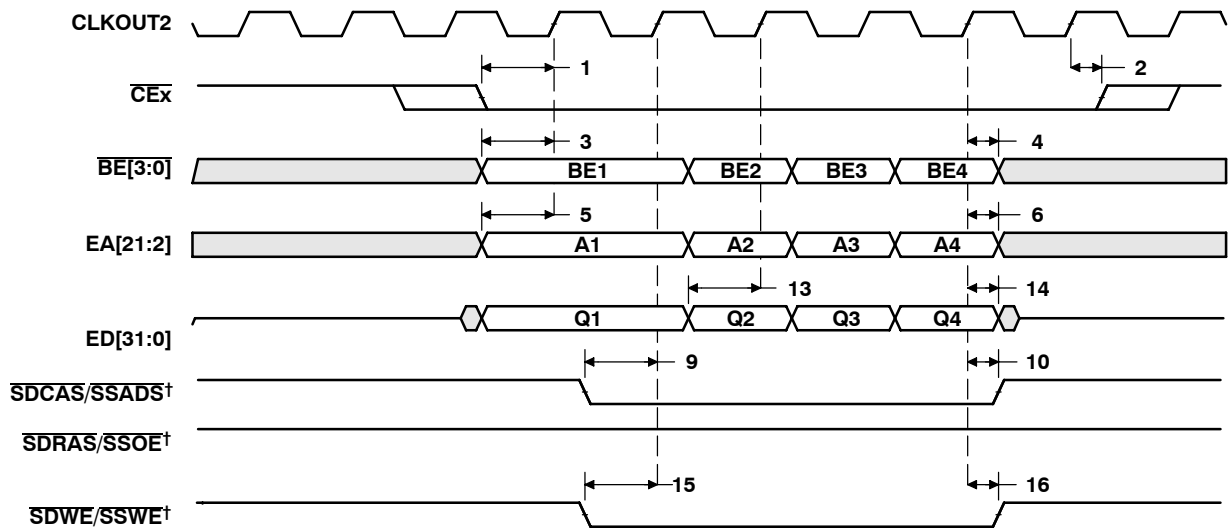 CLKOUT2
1 2
CEx
3 4
BE[3:0] BE1 BE2 BE3 BE4
5 6
EA[21:2] A1 A2 A3 A4
13 14
ED[31:0] Q1 Q2 Q3 Q4
9 10
SDCAS/SSADS†
SDRAS/SSOE†
15 16
SDWE/SSWE†